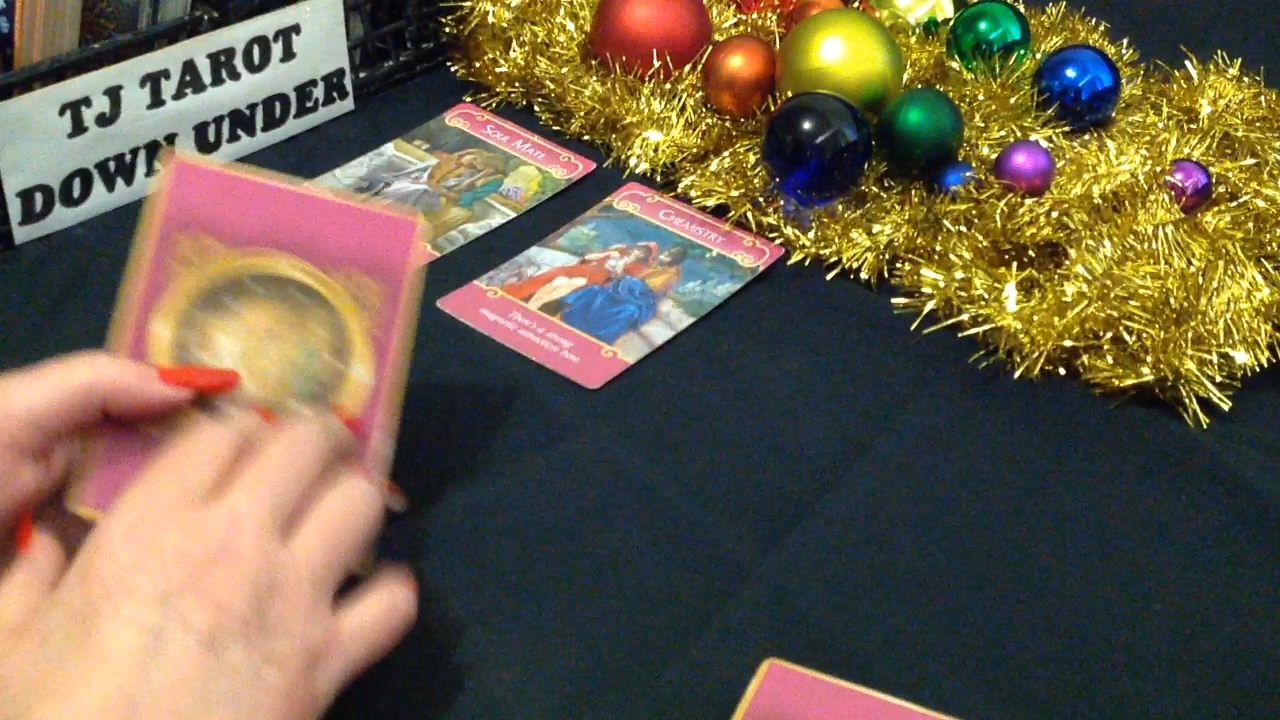 TJ TAROT
DOWN UNDER
SOUL MATE
CHEMISTRY
There's a strong
magnetic attraction here.